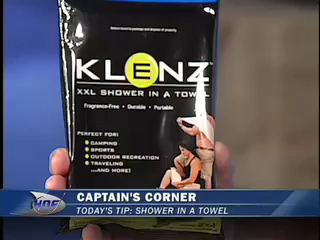 KLENZ
XXL SHOWER IN A TOWEL
Fragrance-Free • Durable • Portable
PERFECT FOR:
CAMPING
SPORTS
OUTDOOR RECREATION
TRAVELING
...AND MORE!
CAPTAIN'S CORNER
TODAY'S TIP: SHOWER IN A TOWEL